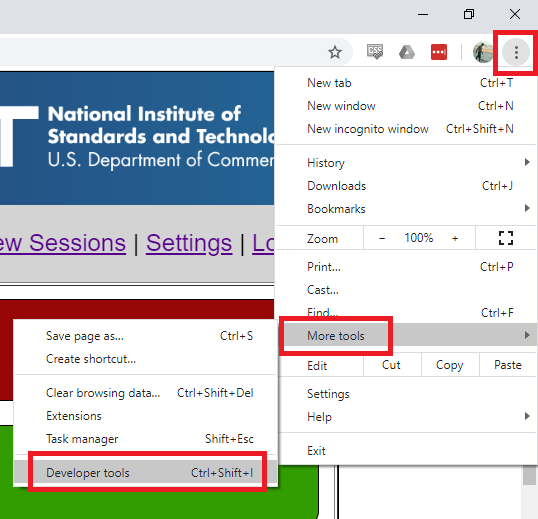 CSE
T
National Institute of
Standards and Technolo
U.S. Department of Commer
ew Sessions | Settings | Lo
New tab Ctrl+T
New window Ctrl+N
New incognito window Ctrl+Shift+N
History
Downloads Ctrl+J
Bookmarks
Zoom - 100% +
Print... Ctrl+P
Cast...
Find... Ctrl+F
More tools
Edit Cut Copy Paste
Settings
Help
Exit
Save page as... Ctrl+S
Create shortcut...
Clear browsing data... Ctrl+Shift+Del
Extensions
Task manager Shift+Esc
Developer tools Ctrl+Shift+I